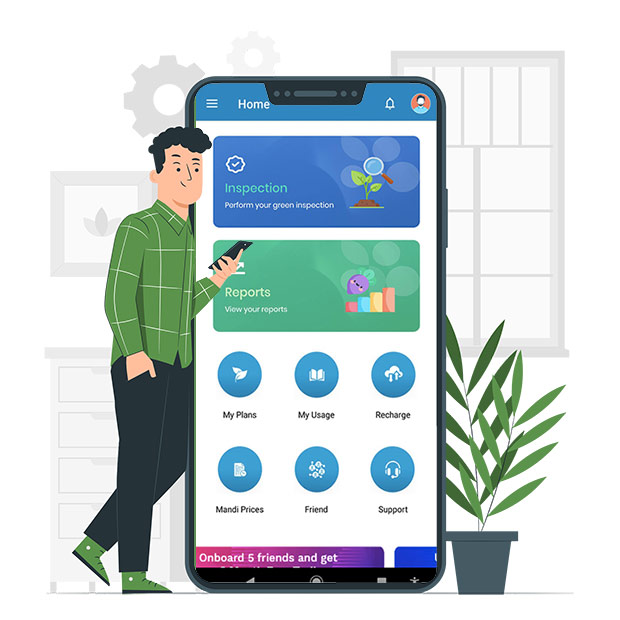 Home
Inspection
Perform your green inspection
Reports
View your reports
My Plans
My Usage
Recharge
Mandi Prices
Friend
Support
Onboard 5 friends and get